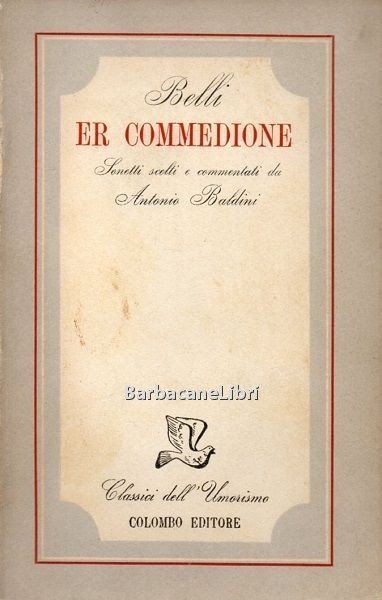 Belli
ER COMMEDIONE
Sonetti scelti e commentati da
Antonio Baldini
BarbacaneLibri
Classici dell'Umorismo
COLOMBO EDITORE